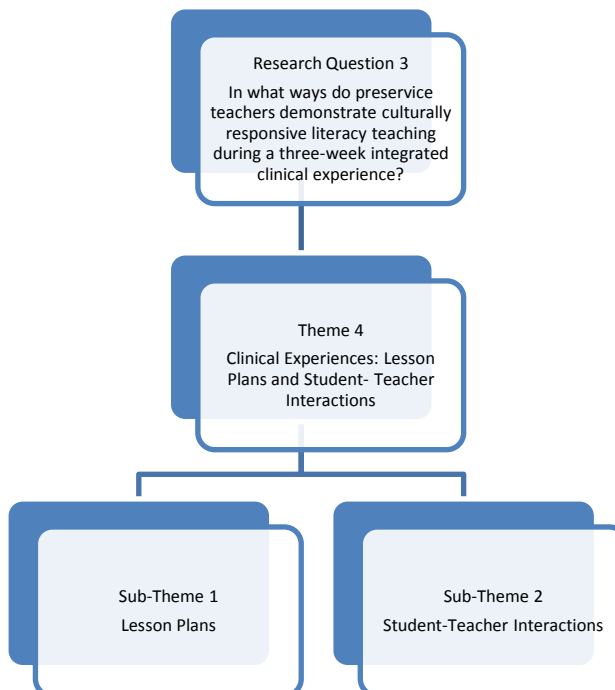 Research Question 3
In what ways do preservice
teachers demonstrate culturally
responsive literacy teaching
during a three-week integrated
clinical experience?
Theme 4
Clinical Experiences: Lesson
Plans and Student- Teacher
Interactions
Sub-Theme 1
Lesson Plans
Sub-Theme 2
Student-Teacher Interactions